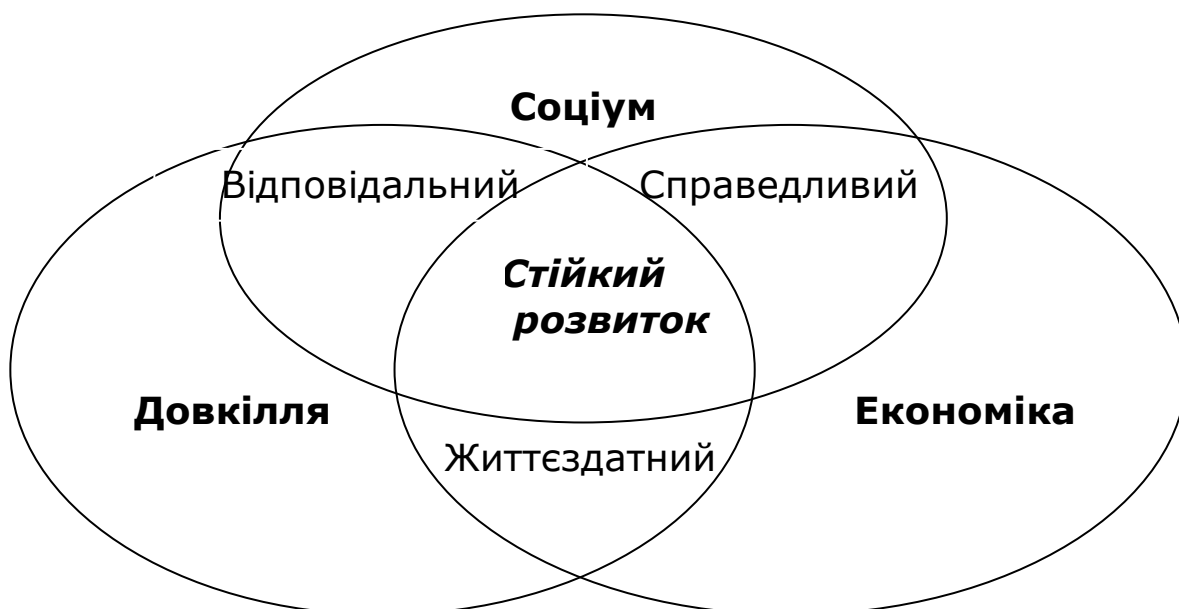 Соціум
Відповідальний
Справедливий
Стійкий
розвиток
Довкілля
Економіка
Життєздатний